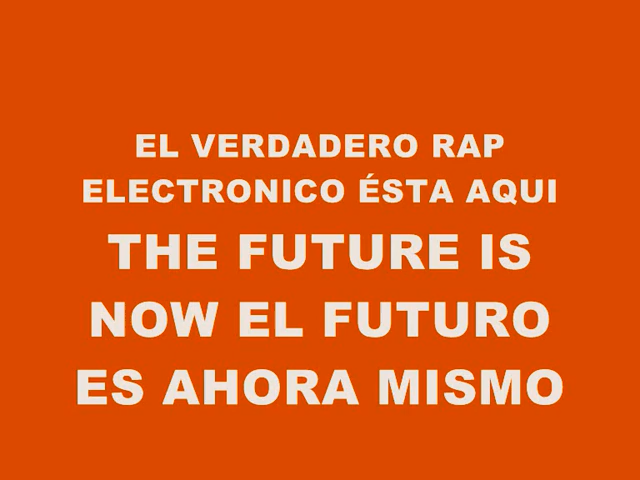 EL VERDADERO RAP
ELECTRONICO ÉSTA AQUI
THE FUTURE IS
NOW EL FUTURO
ES AHORA MISMO